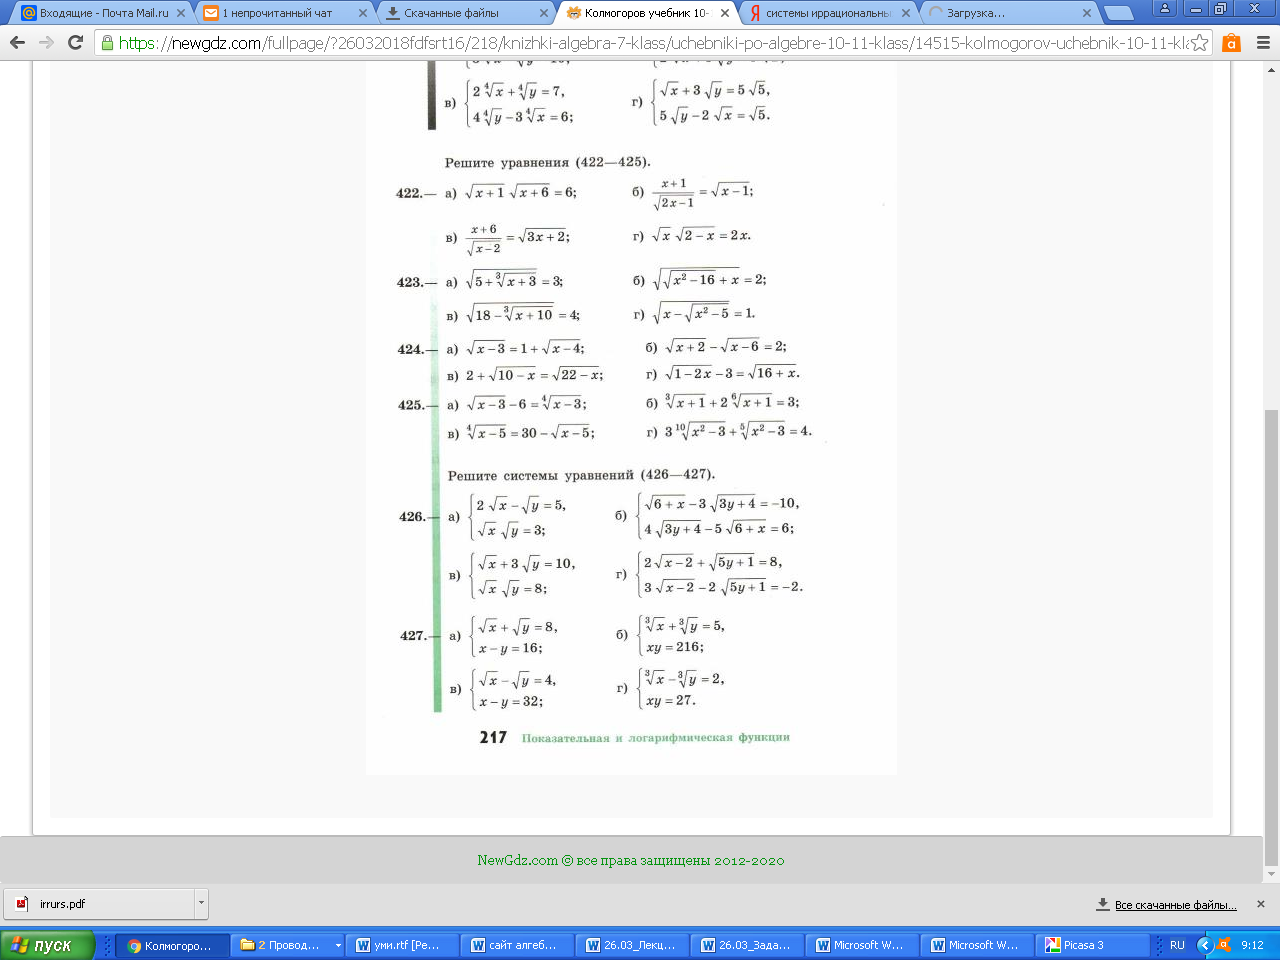 Входящие - Почта Mail.ru
1 непрочитанный чат
Скачанные файлы
Колмогоров учебник 10-
системы иррациональны
Загрузка...
https://newgdz.com/fullpage/?26032018fdfsrt16/218/knizhki-algebra-7-klass/uchebniki-po-algebre-10-11-klass/14515-kolmogorov-uchebnik-10-11-kla
в) { 2 ∜x + ∜y = 7, 4 ∜y − 3 ∜x = 6;
г) { √x + 3 √y = 5 √5, 5 √y − 2 √x = √5.
Решите уравнения (422—425).
422.— а) √(x+1) √(x+6) = 6; б) (x+1)/√(2x−1) = √(x−1);
в) (x+6)/√(x−2) = √(3x+2); г) √x √(2−x) = 2x.
423.— а) √(5+∛(x+3)) = 3; б) √(√(x²−16)+x) = 2;
в) √(18−∛(x+10)) = 4; г) √(x−√(x²−5)) = 1.
424.— а) √(x−3) = 1+√(x−4); б) √(x+2) − √(x−6) = 2;
в) 2+√(10−x) = √(22−x); г) √(1−2x) − 3 = √(16+x).
425.— а) √(x−3) − 6 = ∜(x−3); б) ∛(x+1) + 2 ⁶√(x+1) = 3;
в) ∜(x−5) = 30 − √(x−5); г) 3 ¹⁰√(x²−3) + ⁵√(x²−3) = 4.
Решите системы уравнений (426—427).
426.— а) { 2 √x − √y = 5, √x √y = 3;
б) { √(6+x) − 3 √(3y+4) = −10, 4 √(3y+4) − 5 √(6+x) = 6;
в) { √x + 3 √y = 10, √x √y = 8;
г) { 2 √(x−2) + √(5y+1) = 8, 3 √(x−2) − 2 √(5y+1) = −2.
427.— а) { √x + √y = 8, x − y = 16;
б) { ∛x + ∛y = 5, xy = 216;
в) { √x − √y = 4, x − y = 32;
г) { ∛x − ∛y = 2, xy = 27.
217 Показательная и логарифмическая функции
NewGdz.com © все права защищены 2012-2020
irrurs.pdf
Все скачанные файлы...
пуск
Колмогоро...
2 Провод...
уми.rtf [Ре...
сайт алгеб...
26.03_Лекц...
26.03_Зада...
Microsoft W...
Microsoft W...
Picasa 3
RU
9:12